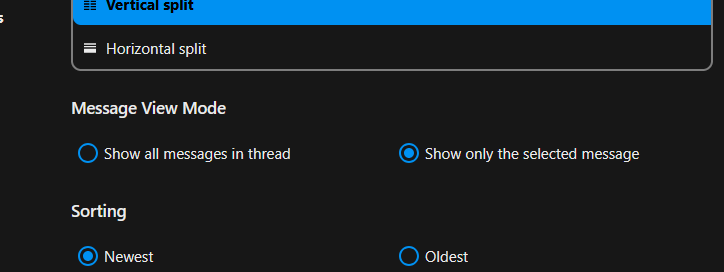 Vertical split
Horizontal split
Message View Mode
Show all messages in thread
Show only the selected message
Sorting
Newest
Oldest